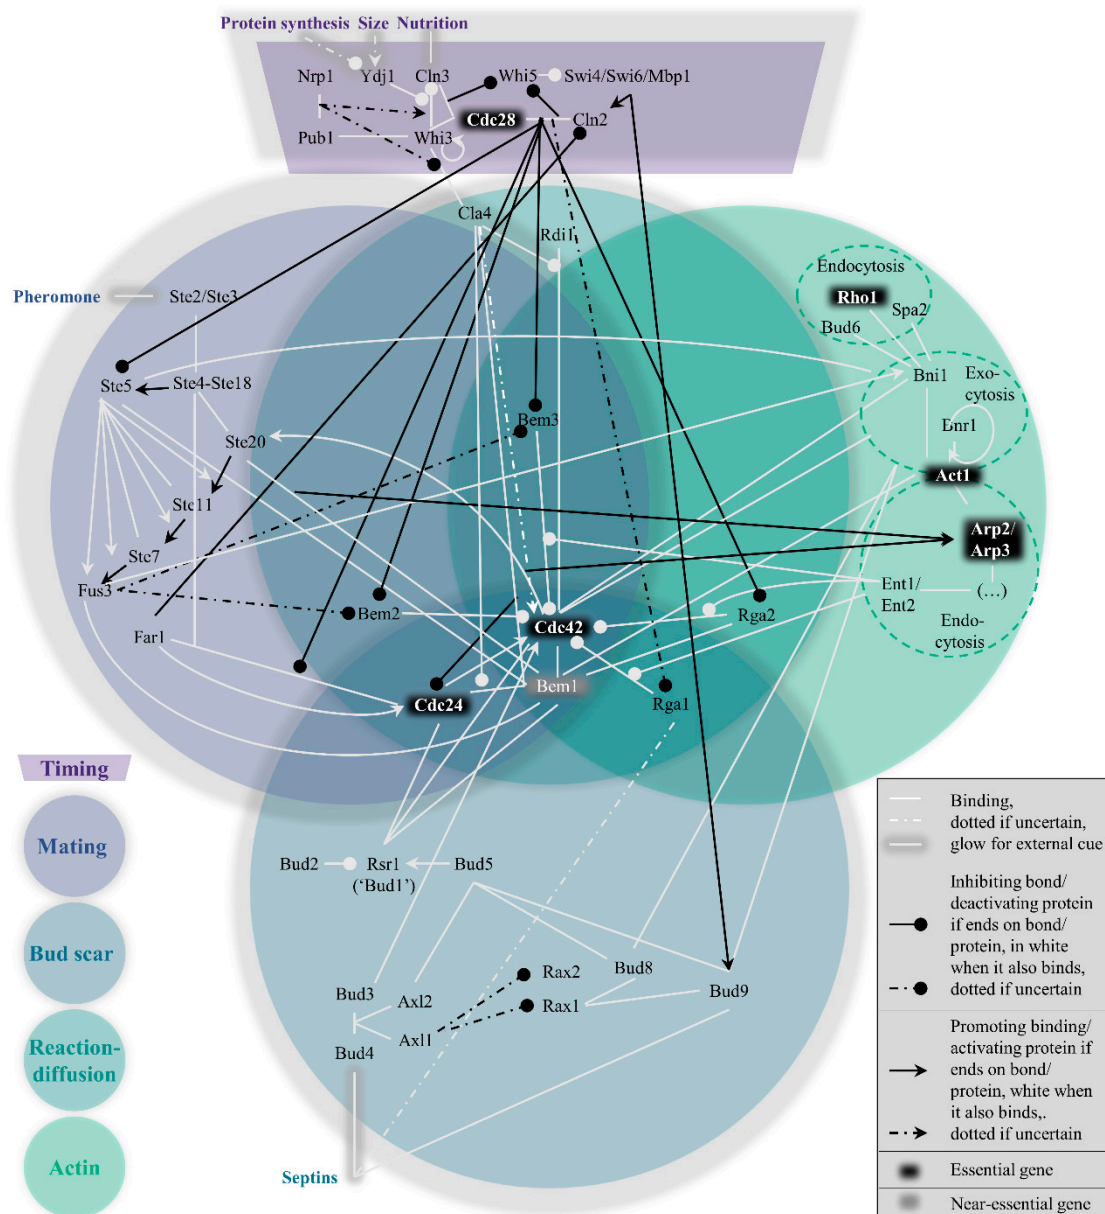 Protein synthesis Size Nutrition
Nrp1 Ydj1 Cln3 Whi5 Swi4/Swi6/Mbp1
Cdc28 Cln2
Pub1 Whi3
Cla4
Rdi1
Endocytosis
Pheromone Ste2/Ste3
Rho1
Spa2
Bud6
Ste5 Ste4-Ste18
Bni1 Exo-
cytosis
Bem3 Enr1
Ste20
Act1
Ste11
Arp2/
Arp3
Ste7
Fus3 Ent1/ (...)
Ent2
Bem2 Rga2
Far1 Cdc42 Endo-
cytosis
Bem1
Cdc24 Rga1
Timing
Mating
Bud scar
Reaction-
diffusion
Actin
Bud2 Rsr1 Bud5
('Bud1')
Rax2 Bud8
Bud3 Axl2 Rax1 Bud9
Axl1
Bud4
Septins
Binding,
dotted if uncertain,
glow for external cue
Inhibiting bond/
deactivating protein
if ends on bond/
protein, in white
when it also binds,
dotted if uncertain
Promoting binding/
activating protein if
ends on bond/
protein, white when
it also binds,.
dotted if uncertain
Essential gene
Near-essential gene